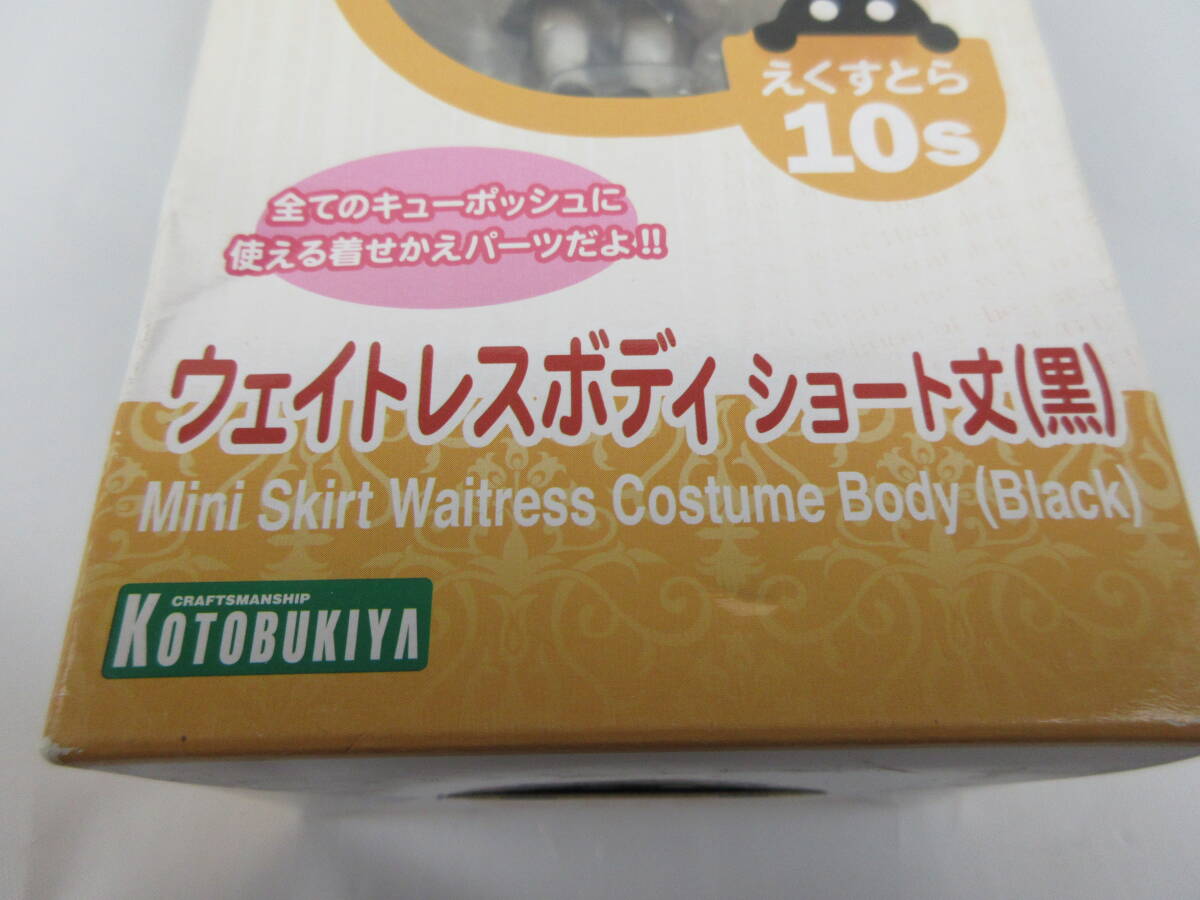 えくすとら
10s
全てのキューポッシュに
使える着せかえパーツだよ!!
ウェイトレスボディ ショート丈(黒)
Mini Skirt Waitress Costume Body (Black)
CRAFTSMANSHIP
KOTOBUKIYA